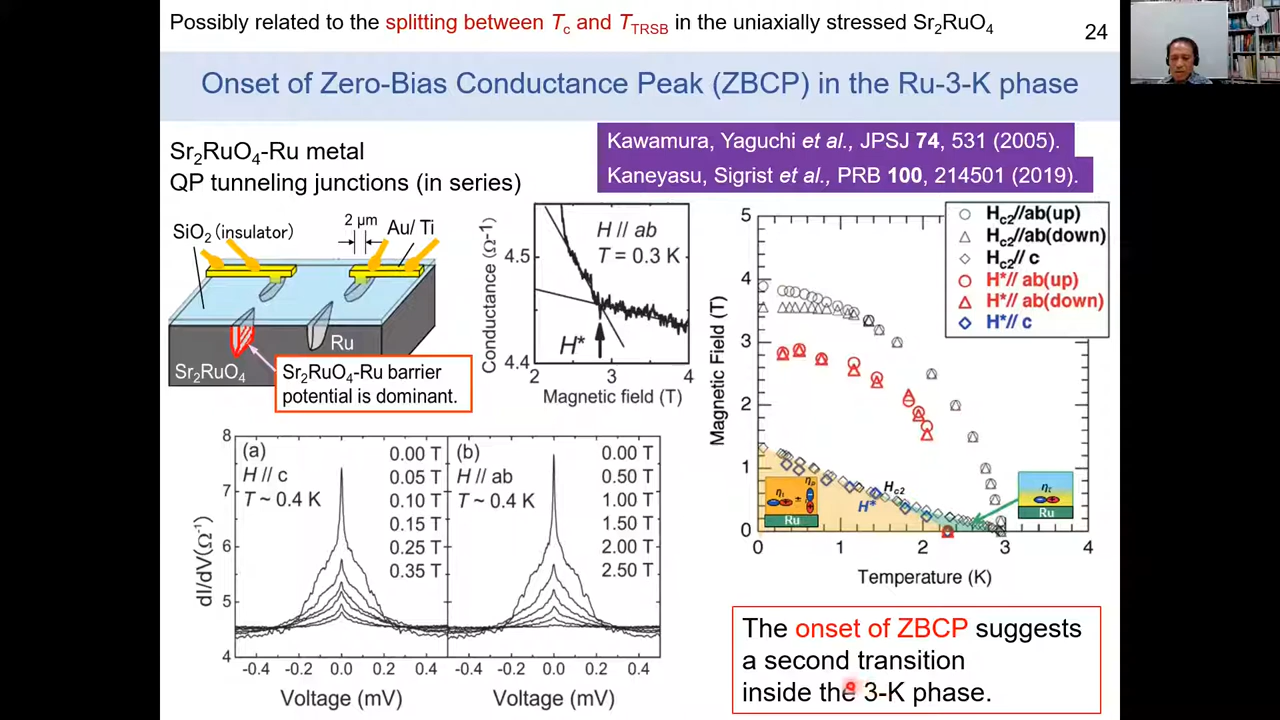 Possibly related to the splitting between Tc and TTRSB in the uniaxially stressed Sr2RuO4
24
Onset of Zero-Bias Conductance Peak (ZBCP) in the Ru-3-K phase
Sr2RuO4-Ru metal
QP tunneling junctions (in series)
Kawamura, Yaguchi et al., JPSJ 74, 531 (2005).
Kaneyasu, Sigrist et al., PRB 100, 214501 (2019).
SiO2 (insulator)
2 μm
Au/ Ti
Ru
Sr2RuO4
Sr2RuO4-Ru barrier
potential is dominant.
Conductance (Ω-1)
4.5
4.4
H // ab
T = 0.3 K
H*
2 3 4
Magnetic field (T)
Magnetic Field (T)
5
4
3
2
1
0
Hc2//ab(up)
Hc2//ab(down)
Hc2// c
H*// ab(up)
H*// ab(down)
H*// c
Hc2
H*
Ru
Ru
0 1 2 3 4
Temperature (K)
dI/dV(Ω-1)
8
7
6
5
4
(a)
H // c
T ~ 0.4 K
0.00 T
0.05 T
0.10 T
0.15 T
0.25 T
0.35 T
(b)
H // ab
T ~ 0.4 K
0.00 T
0.50 T
1.00 T
1.50 T
2.00 T
2.50 T
-0.4 -0.2 0.0 0.2 0.4
-0.4 -0.2 0.0 0.2 0.4
Voltage (mV)
Voltage (mV)
The onset of ZBCP suggests
a second transition
inside the 3-K phase.